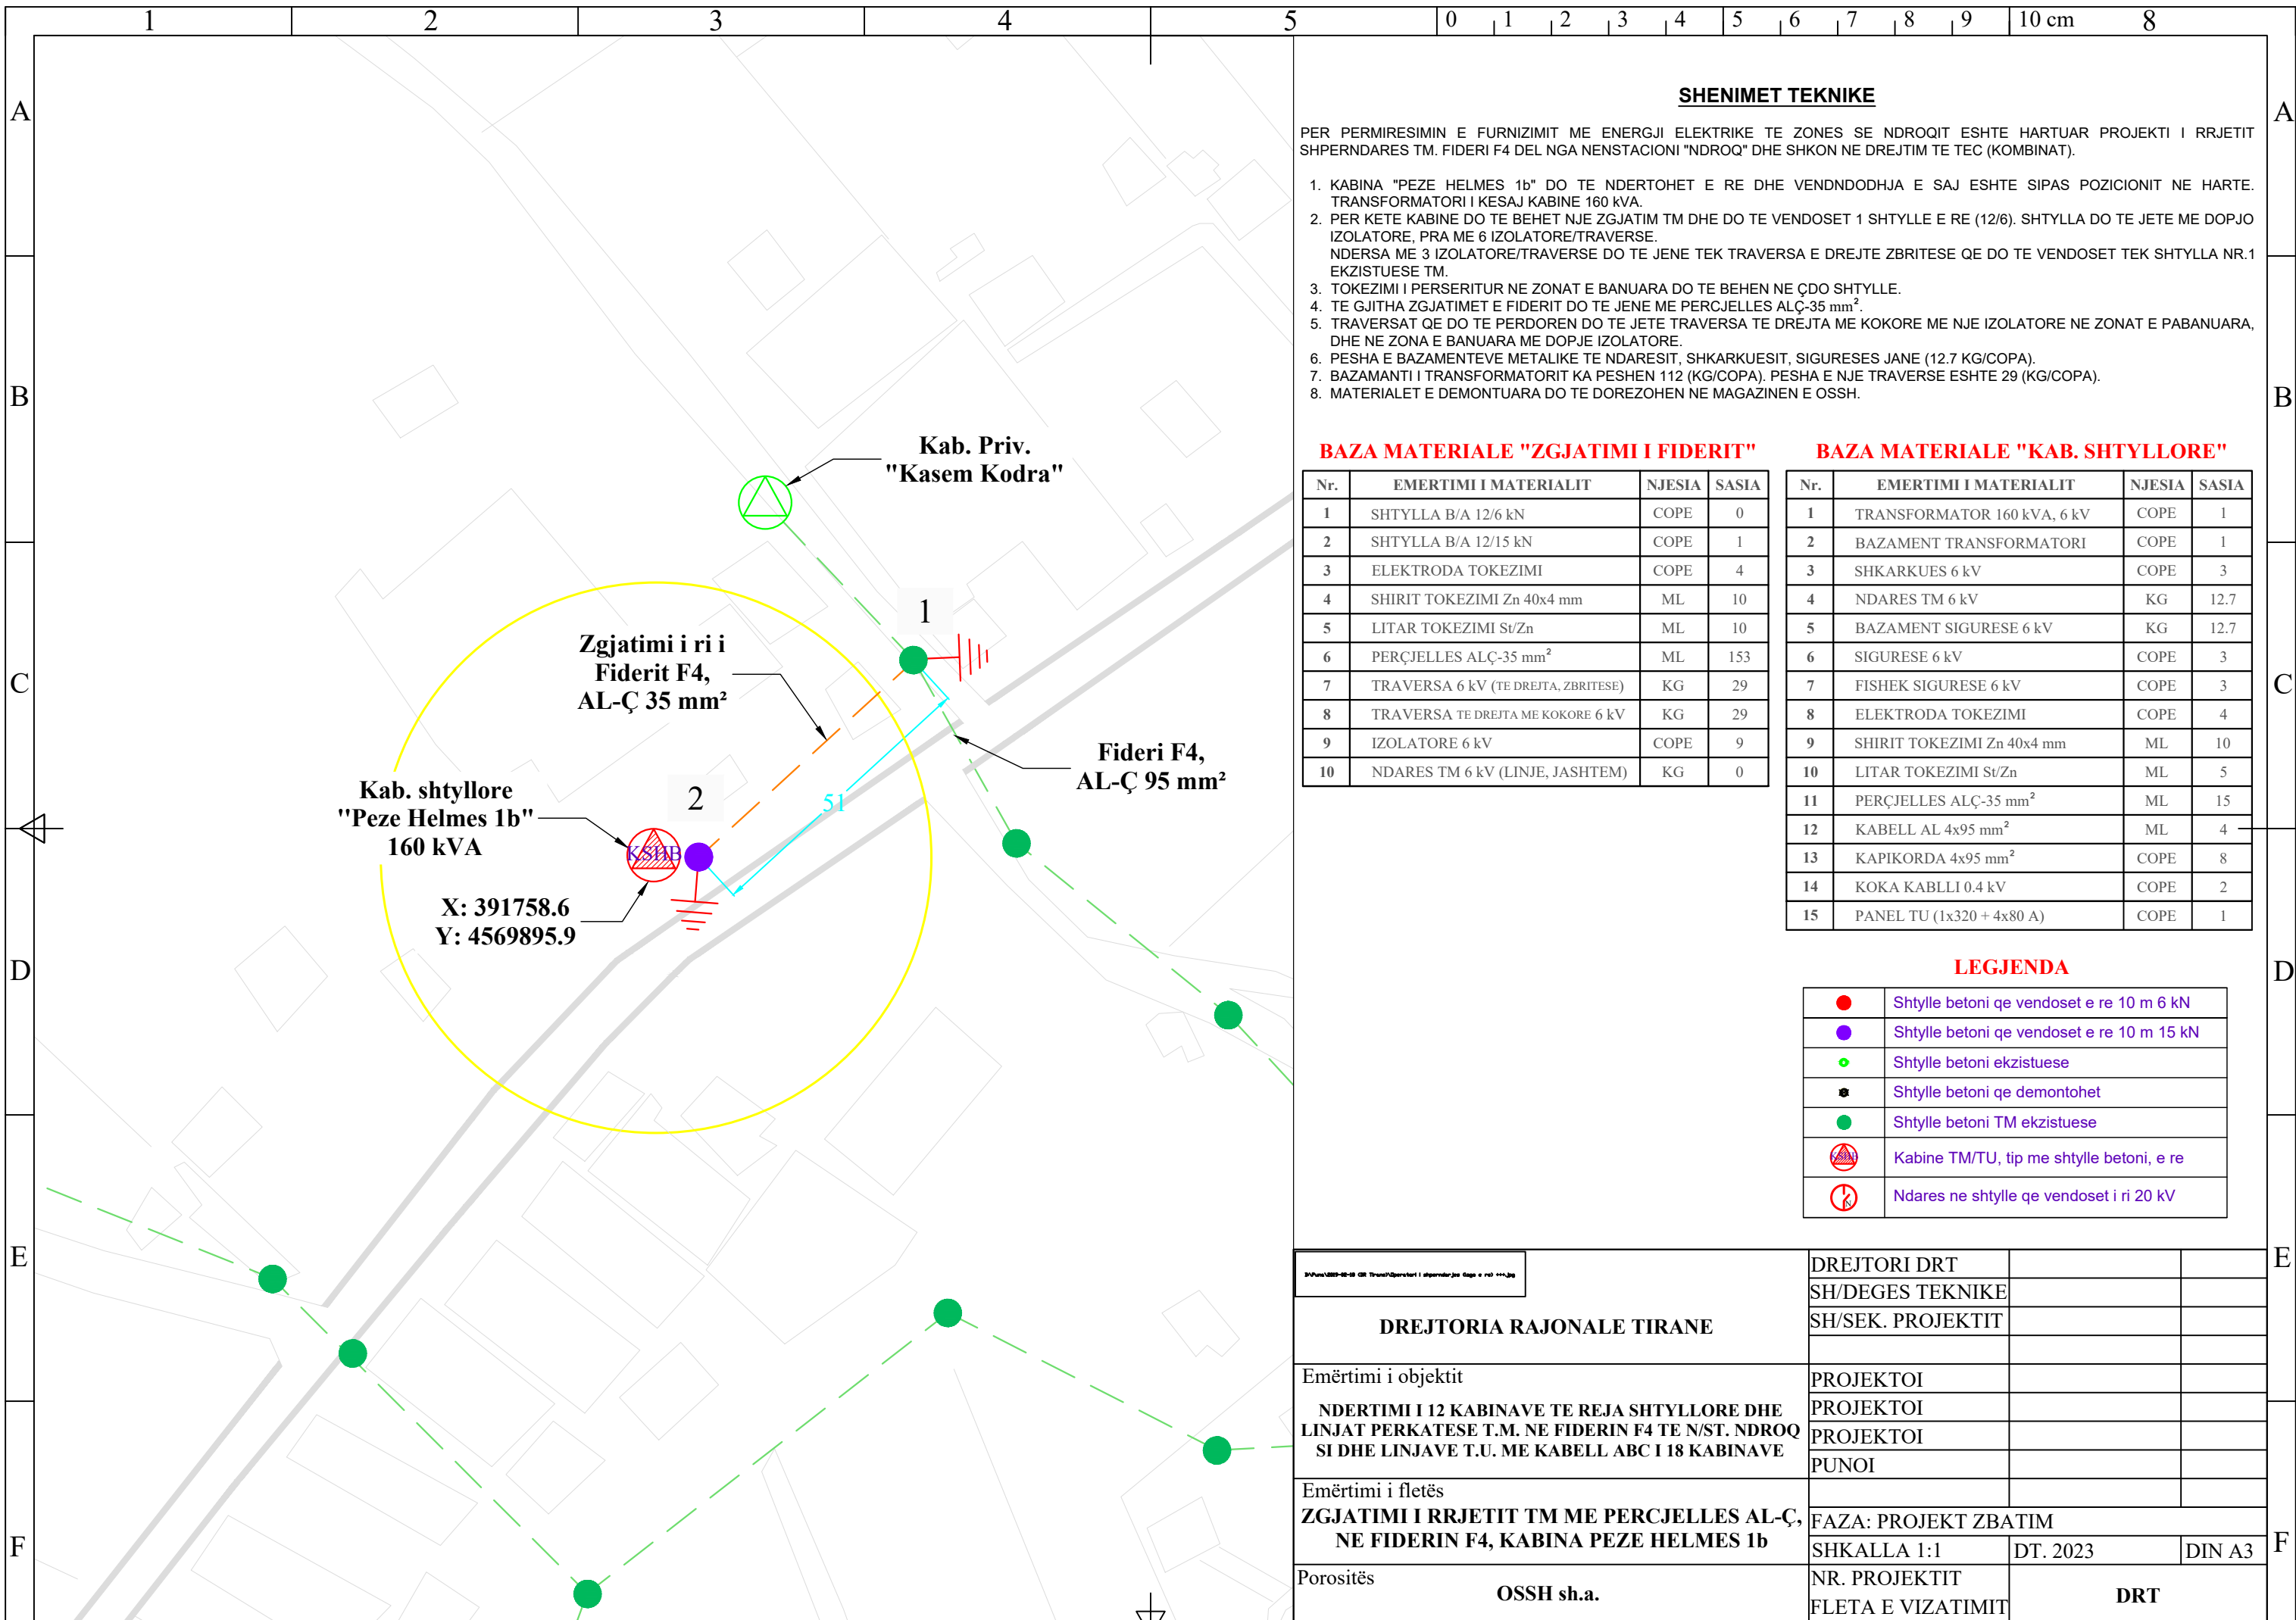 1 2 3 4 5 0 1 2 3 4 5 6 7 8 9 10 cm 8
A
B
C
D
E
F
A
B
C
D
E
F
Kab. Priv.
"Kasem Kodra"
1
Zgjatimi i ri i
Fiderit F4,
AL-Ç 35 mm²
Fideri F4,
AL-Ç 95 mm²
51
2
Kab. shtyllore
"Peze Helmes 1b"
160 kVA
KSHB
X: 391758.6
Y: 4569895.9
SHENIMET TEKNIKE
PER PERMIRESIMIN E FURNIZIMIT ME ENERGJI ELEKTRIKE TE ZONES SE NDROQIT ESHTE HARTUAR PROJEKTI I RRJETIT
SHPERNDARES TM. FIDERI F4 DEL NGA NENSTACIONI "NDROQ" DHE SHKON NE DREJTIM TE TEC (KOMBINAT).
1. KABINA "PEZE HELMES 1b" DO TE NDERTOHET E RE DHE VENDNDODHJA E SAJ ESHTE SIPAS POZICIONIT NE HARTE.
TRANSFORMATORI I KESAJ KABINE 160 kVA.
2. PER KETE KABINE DO TE BEHET NJE ZGJATIM TM DHE DO TE VENDOSET 1 SHTYLLE E RE (12/6). SHTYLLA DO TE JETE ME DOPJO
IZOLATORE, PRA ME 6 IZOLATORE/TRAVERSE.
NDERSA ME 3 IZOLATORE/TRAVERSE DO TE JENE TEK TRAVERSA E DREJTE ZBRITESE QE DO TE VENDOSET TEK SHTYLLA NR.1
EKZISTUESE TM.
3. TOKEZIMI I PERSERITUR NE ZONAT E BANUARA DO TE BEHEN NE ÇDO SHTYLLE.
4. TE GJITHA ZGJATIMET E FIDERIT DO TE JENE ME PERCJELLES ALÇ-35 mm².
5. TRAVERSAT QE DO TE PERDOREN DO TE JETE TRAVERSA TE DREJTA ME KOKORE ME NJE IZOLATORE NE ZONAT E PABANUARA,
DHE NE ZONA E BANUARA ME DOPJE IZOLATORE.
6. PESHA E BAZAMENTEVE METALIKE TE NDARESIT, SHKARKUESIT, SIGURESES JANE (12.7 KG/COPA).
7. BAZAMANTI I TRANSFORMATORIT KA PESHEN 112 (KG/COPA). PESHA E NJE TRAVERSE ESHTE 29 (KG/COPA).
8. MATERIALET E DEMONTUARA DO TE DOREZOHEN NE MAGAZINEN E OSSH.
BAZA MATERIALE "ZGJATIMI I FIDERIT"
Nr. EMERTIMI I MATERIALIT NJESIA SASIA
1 SHTYLLA B/A 12/6 kN COPE 0
2 SHTYLLA B/A 12/15 kN COPE 1
3 ELEKTRODA TOKEZIMI COPE 4
4 SHIRIT TOKEZIMI Zn 40x4 mm ML 10
5 LITAR TOKEZIMI St/Zn ML 10
6 PERÇJELLES ALÇ-35 mm² ML 153
7 TRAVERSA 6 kV (TE DREJTA, ZBRITESE) KG 29
8 TRAVERSA TE DREJTA ME KOKORE 6 kV KG 29
9 IZOLATORE 6 kV COPE 9
10 NDARES TM 6 kV (LINJE, JASHTEM) KG 0
BAZA MATERIALE "KAB. SHTYLLORE"
Nr. EMERTIMI I MATERIALIT NJESIA SASIA
1 TRANSFORMATOR 160 kVA, 6 kV COPE 1
2 BAZAMENT TRANSFORMATORI COPE 1
3 SHKARKUES 6 kV COPE 3
4 NDARES TM 6 kV KG 12.7
5 BAZAMENT SIGURESE 6 kV KG 12.7
6 SIGURESE 6 kV COPE 3
7 FISHEK SIGURESE 6 kV COPE 3
8 ELEKTRODA TOKEZIMI COPE 4
9 SHIRIT TOKEZIMI Zn 40x4 mm ML 10
10 LITAR TOKEZIMI St/Zn ML 5
11 PERÇJELLES ALÇ-35 mm² ML 15
12 KABELL AL 4x95 mm² ML 4
13 KAPIKORDA 4x95 mm² COPE 8
14 KOKA KABLLI 0.4 kV COPE 2
15 PANEL TU (1x320 + 4x80 A) COPE 1
LEGJENDA
Shtylle betoni qe vendoset e re 10 m 6 kN
Shtylle betoni qe vendoset e re 10 m 15 kN
Shtylle betoni ekzistuese
Shtylle betoni qe demontohet
Shtylle betoni TM ekzistuese
KSHB Kabine TM/TU, tip me shtylle betoni, e re
N Ndares ne shtylle qe vendoset i ri 20 kV
DREJTORIA RAJONALE TIRANE
Emërtimi i objektit
NDERTIMI I 12 KABINAVE TE REJA SHTYLLORE DHE
LINJAT PERKATESE T.M. NE FIDERIN F4 TE N/ST. NDROQ
SI DHE LINJAVE T.U. ME KABELL ABC I 18 KABINAVE
Emërtimi i fletës
ZGJATIMI I RRJETIT TM ME PERCJELLES AL-Ç,
NE FIDERIN F4, KABINA PEZE HELMES 1b
Porositës
OSSH sh.a.
DREJTORI DRT
SH/DEGES TEKNIKE
SH/SEK. PROJEKTIT
PROJEKTOI
PROJEKTOI
PROJEKTOI
PUNOI
FAZA: PROJEKT ZBATIM
SHKALLA 1:1 DT. 2023 DIN A3
NR. PROJEKTIT
FLETA E VIZATIMIT
DRT